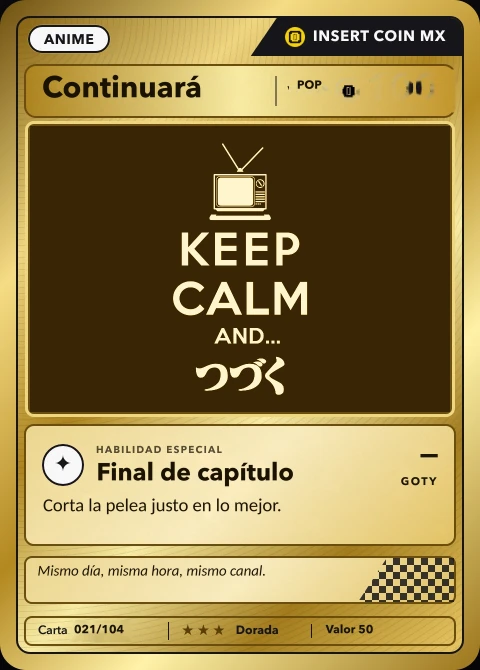 ANIME
INSERT COIN MX
Continuará
POP
KEEP
CALM
AND...
つづく
HABILIDAD ESPECIAL
Final de capítulo
—
GOTY
Corta la pelea justo en lo mejor.
Mismo día, misma hora, mismo canal.
Carta 021/104
★★★ Dorada
Valor 50